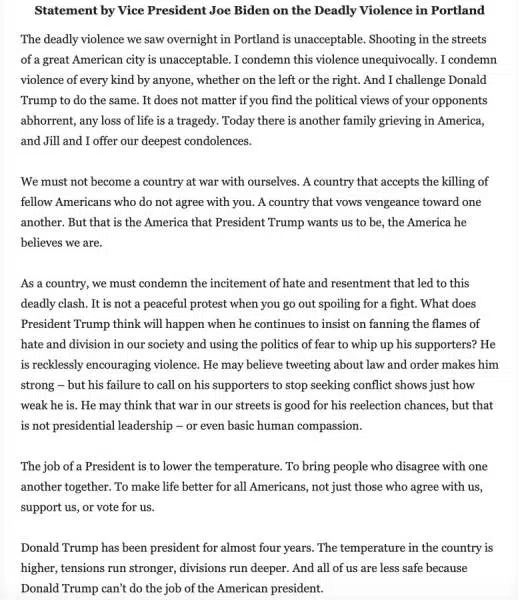 Statement by Vice President Joe Biden on the Deadly Violence in Portland
The deadly violence we saw overnight in Portland is unacceptable. Shooting in the streets
of a great American city is unacceptable. I condemn this violence unequivocally. I condemn
violence of every kind by anyone, whether on the left or the right. And I challenge Donald
Trump to do the same. It does not matter if you find the political views of your opponents
abhorrent, any loss of life is a tragedy. Today there is another family grieving in America,
and Jill and I offer our deepest condolences.
We must not become a country at war with ourselves. A country that accepts the killing of
fellow Americans who do not agree with you. A country that vows vengeance toward one
another. But that is the America that President Trump wants us to be, the America he
believes we are.
As a country, we must condemn the incitement of hate and resentment that led to this
deadly clash. It is not a peaceful protest when you go out spoiling for a fight. What does
President Trump think will happen when he continues to insist on fanning the flames of
hate and division in our society and using the politics of fear to whip up his supporters? He
is recklessly encouraging violence. He may believe tweeting about law and order makes him
strong – but his failure to call on his supporters to stop seeking conflict shows just how
weak he is. He may think that war in our streets is good for his reelection chances, but that
is not presidential leadership – or even basic human compassion.
The job of a President is to lower the temperature. To bring people who disagree with one
another together. To make life better for all Americans, not just those who agree with us,
support us, or vote for us.
Donald Trump has been president for almost four years. The temperature in the country is
higher, tensions run stronger, divisions run deeper. And all of us are less safe because
Donald Trump can't do the job of the American president.